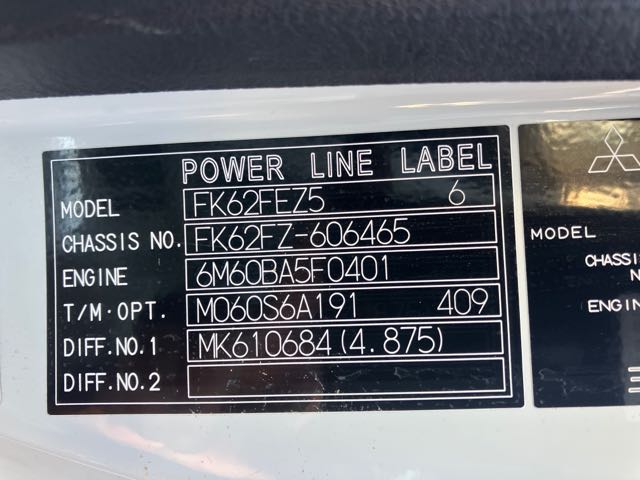 POWER LINE LABEL
MODEL FK62FEZ5 6
CHASSIS NO. FK62FZ-606465
ENGINE 6M60BA5F0401
T/M·OPT. M060S6A191 409
DIFF.NO.1 MK610684(4.875)
DIFF.NO.2
MODEL
CHASSI
N
ENGIN